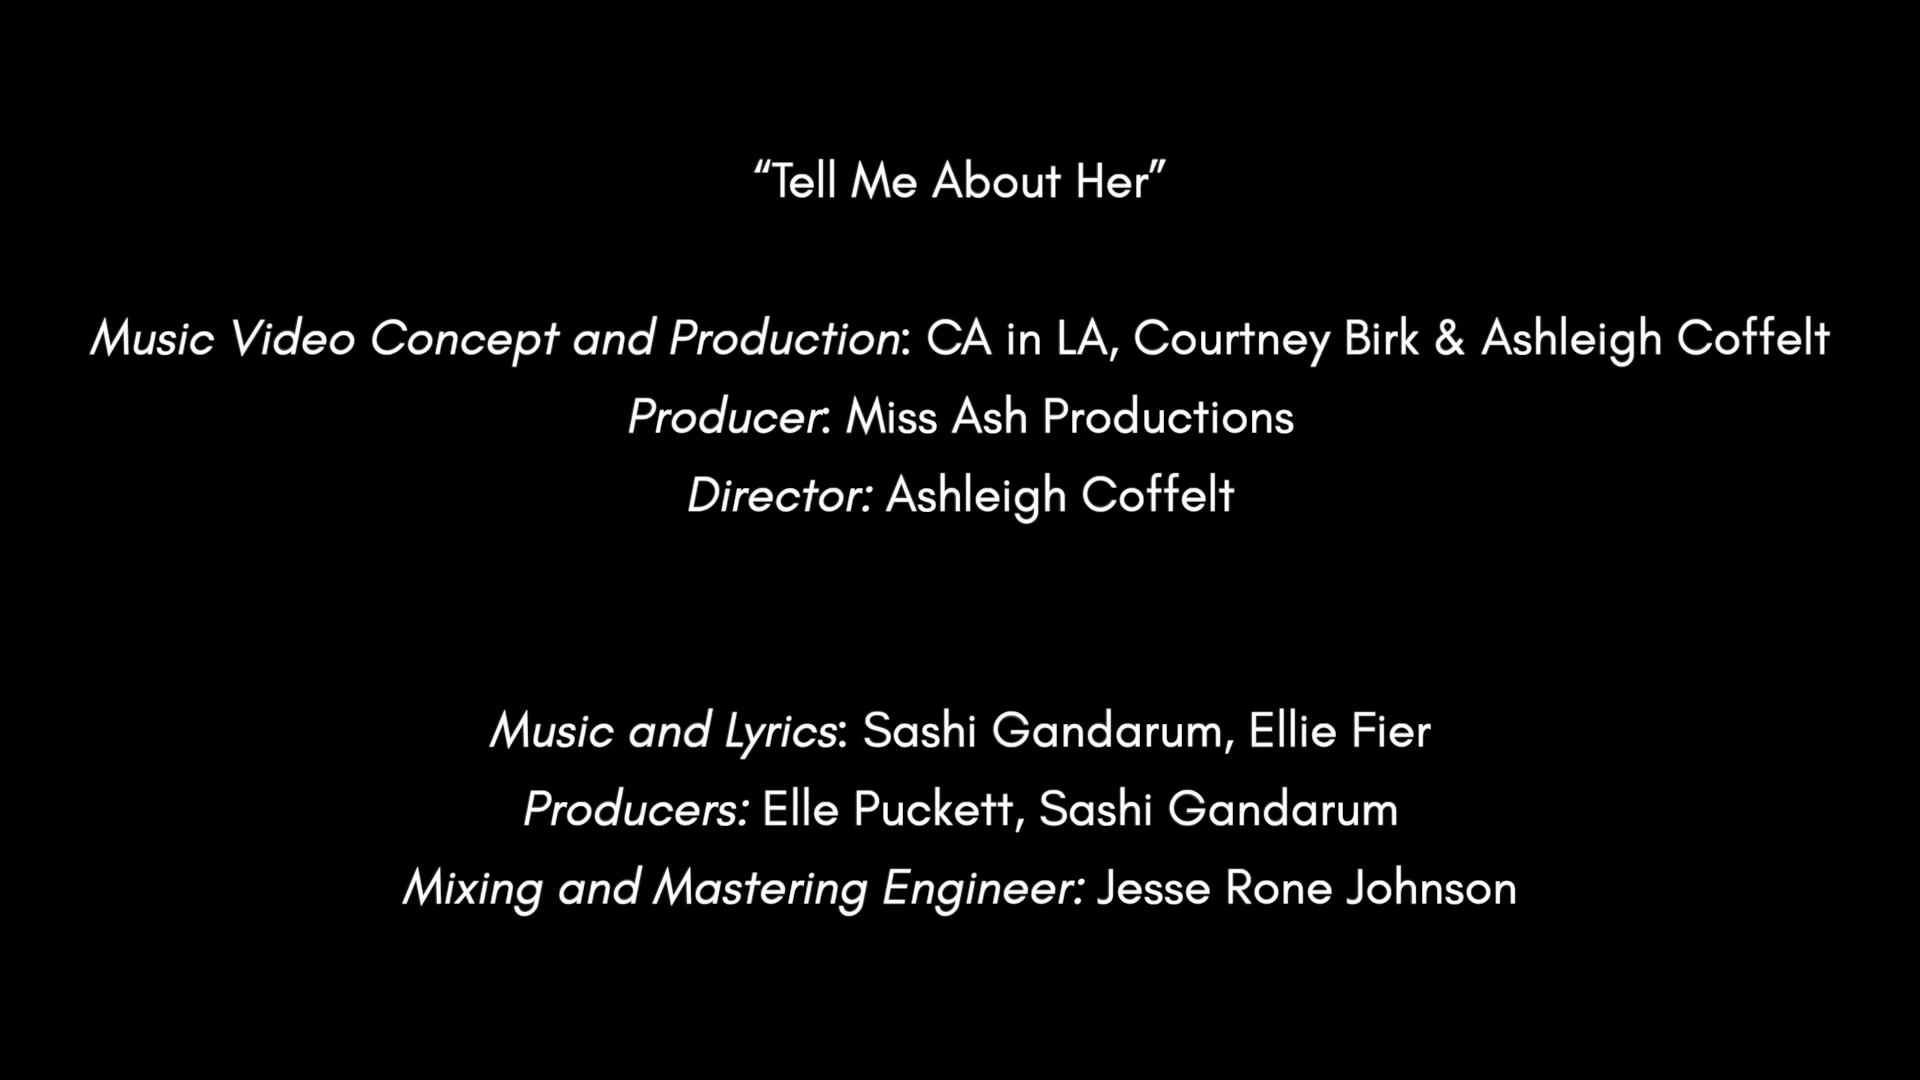 “Tell Me About Her”
Music Video Concept and Production: CA in LA, Courtney Birk & Ashleigh Coffelt
Producer: Miss Ash Productions
Director: Ashleigh Coffelt
Music and Lyrics: Sashi Gandarum, Ellie Fier
Producers: Elle Puckett, Sashi Gandarum
Mixing and Mastering Engineer: Jesse Rone Johnson